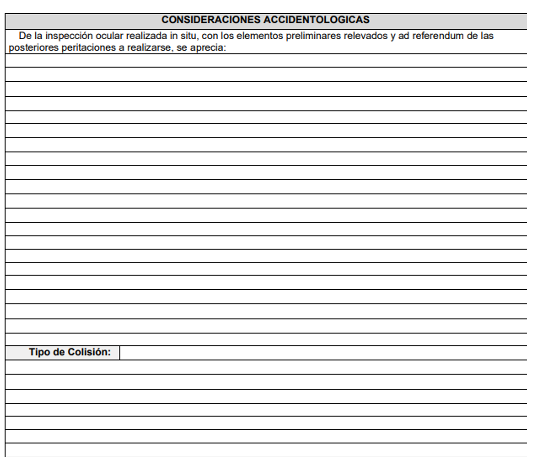 CONSIDERACIONES ACCIDENTOLOGICAS
De la inspección ocular realizada in situ, con los elementos preliminares relevados y ad referendum de las
posteriores peritaciones a realizarse, se aprecia:
Tipo de Colisión: